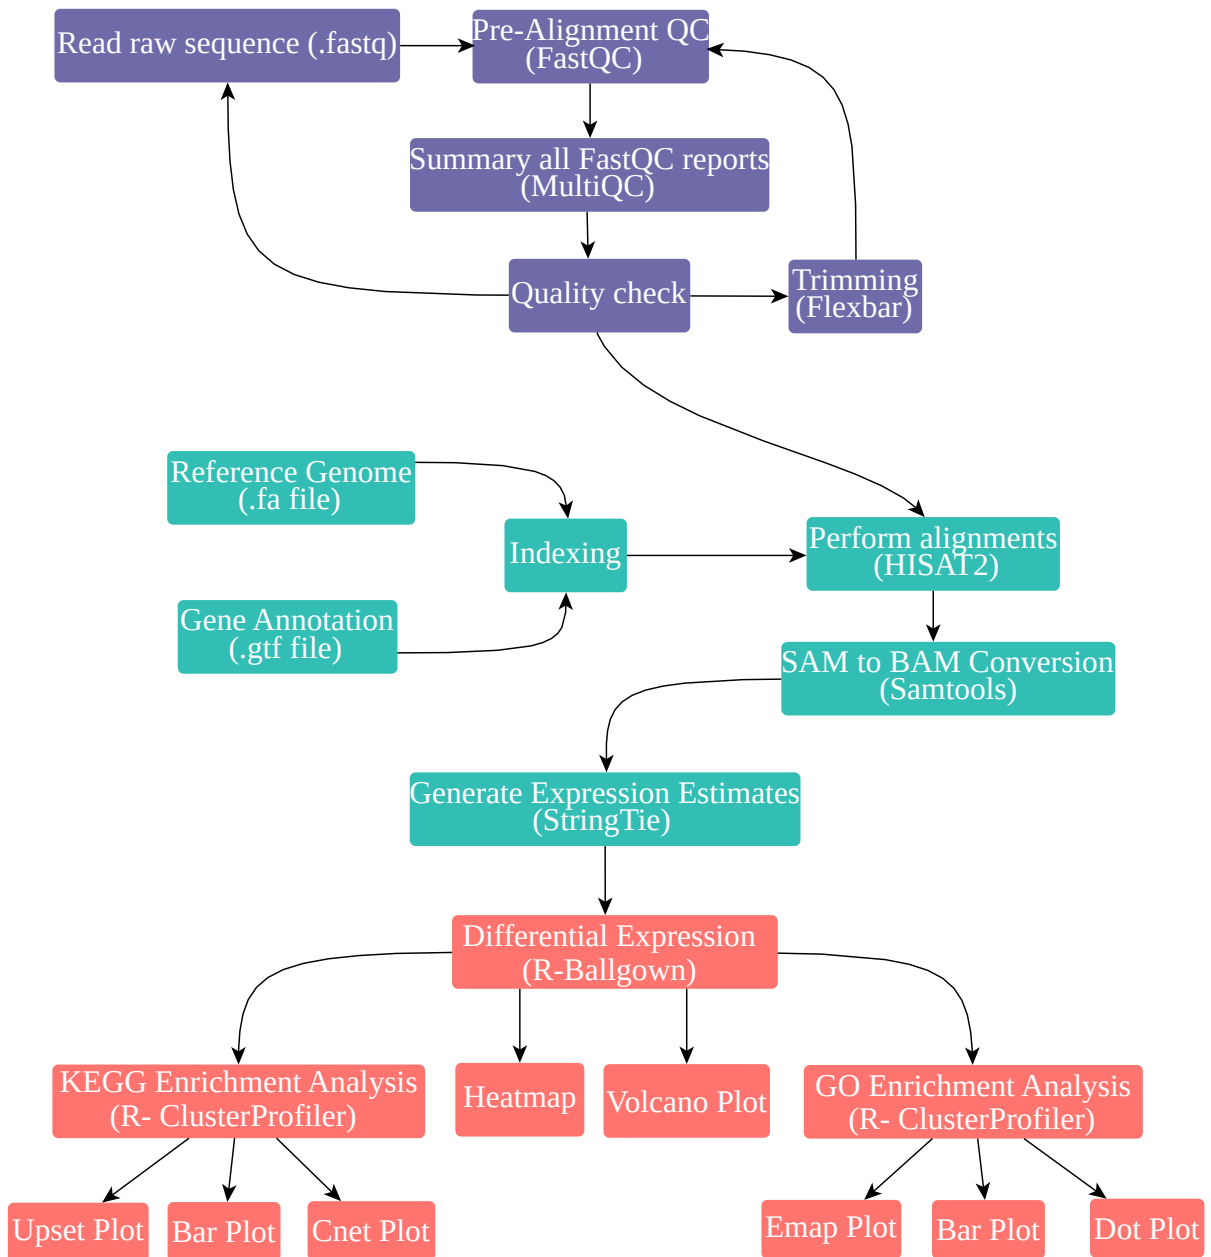 Read raw sequence (.fastq)
Pre-Alignment QC
(FastQC)
Summary all FastQC reports
(MultiQC)
Quality check
Trimming
(Flexbar)
Reference Genome
(.fa file)
Indexing
Perform alignments
(HISAT2)
Gene Annotation
(.gtf file)
SAM to BAM Conversion
(Samtools)
Generate Expression Estimates
(StringTie)
Differential Expression
(R-Ballgown)
KEGG Enrichment Analysis
(R- ClusterProfiler)
Heatmap
Volcano Plot
GO Enrichment Analysis
(R- ClusterProfiler)
Upset Plot
Bar Plot
Cnet Plot
Emap Plot
Bar Plot
Dot Plot